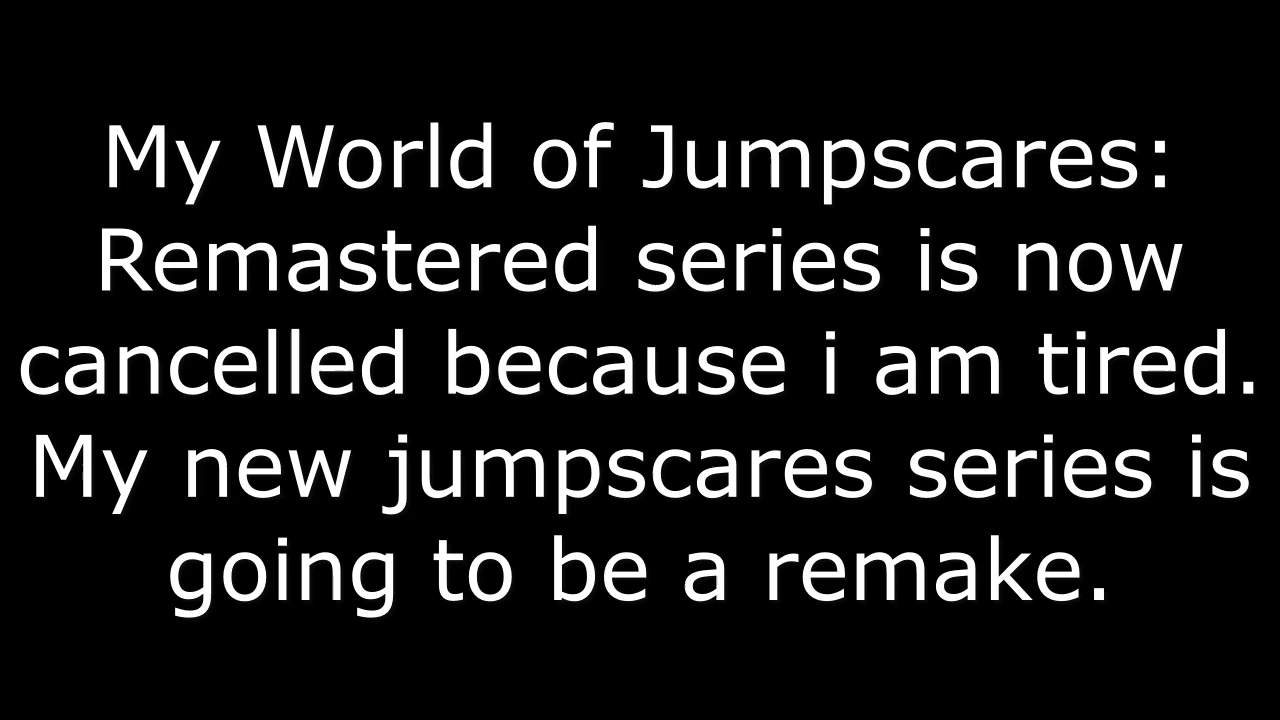 My World of Jumpscares:
Remastered series is now
cancelled because i am tired.
My new jumpscares series is
going to be a remake.